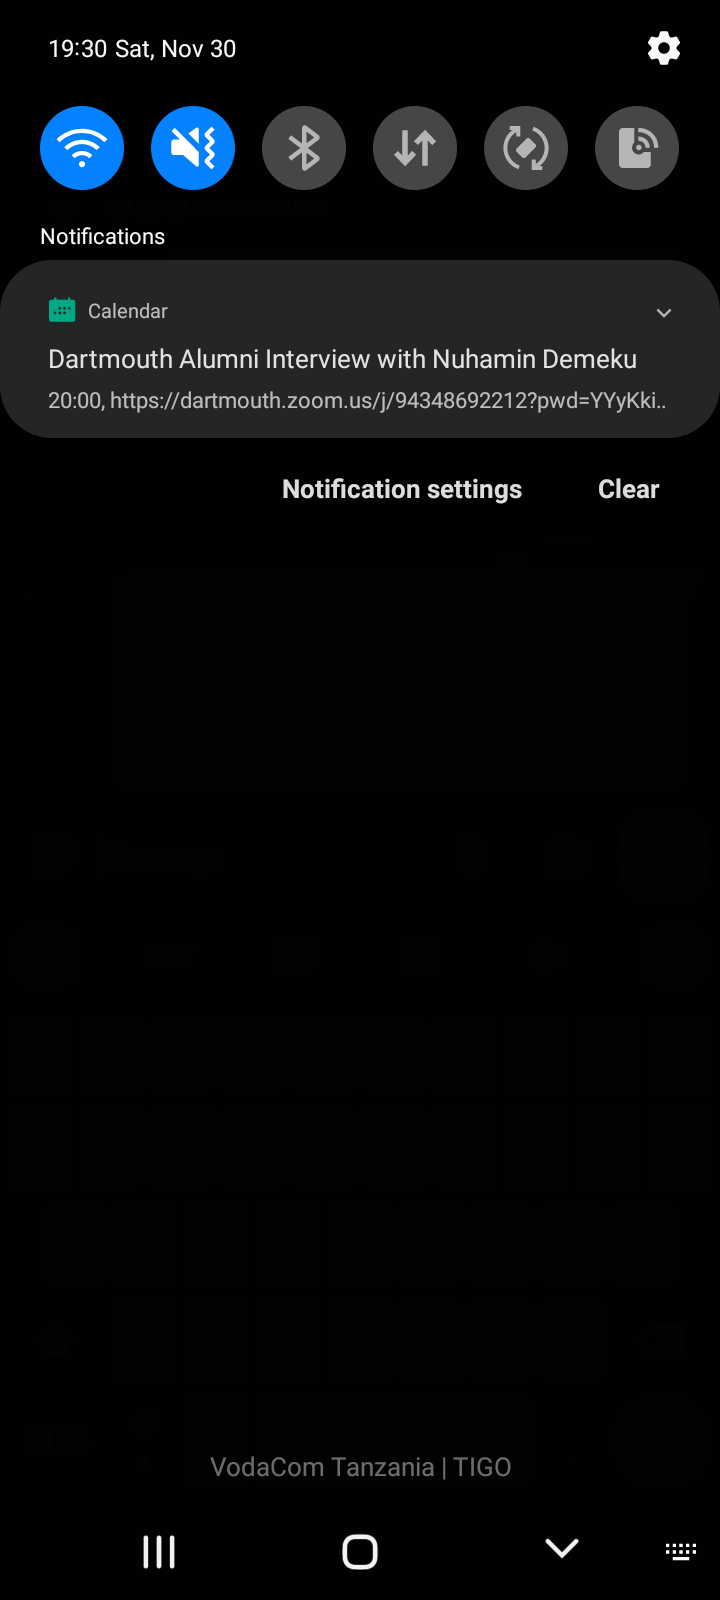 19:30 Sat, Nov 30
Notifications
Calendar
Dartmouth Alumni Interview with Nuhamin Demeku
20:00, https://dartmouth.zoom.us/j/94348692212?pwd=YYyKki..
Notification settings Clear
VodaCom Tanzania | TIGO